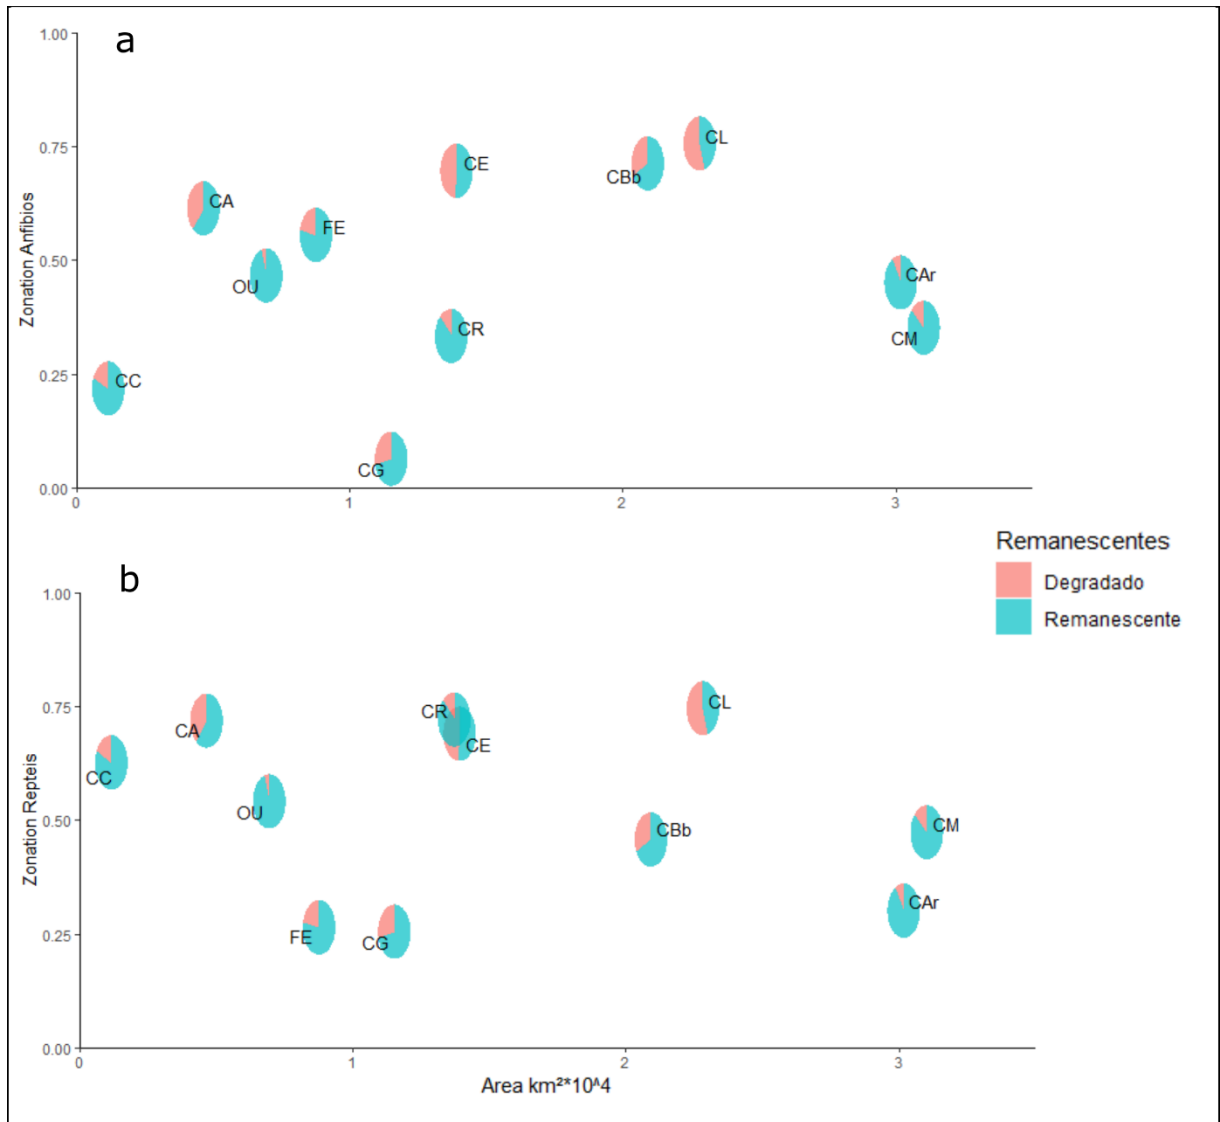 a
1.00
0.75
0.50
0.25
0.00
Zonation Anfibios
CL
CE
CBb
CA
FE
OU
CAr
CR
CM
CC
CG
0
1
2
3
Remanescentes
Degradado
Remanescente
b
1.00
0.75
0.50
0.25
0.00
Zonation Repteis
CL
CR
CA
CE
CC
OU
CBb
CM
CAr
FE
CG
0
1
2
3
Area km²*10^4